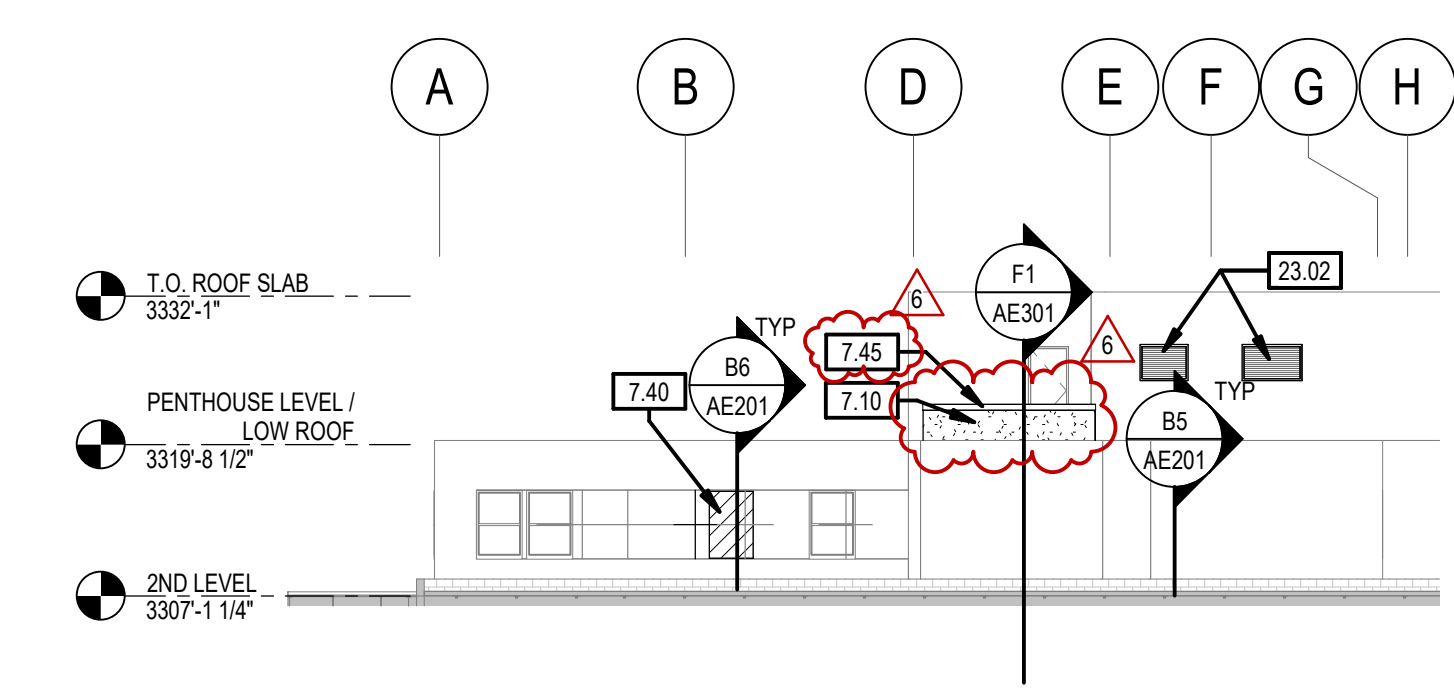 A
B
D
E
F
G
H
T.O. ROOF SLAB
3332'-1"
F1
AE301
23.02
6
6
TYP
7.45
7.40
B6
AE201
7.10
TYP
PENTHOUSE LEVEL /
LOW ROOF
3319'-8 1/2"
B5
AE201
2ND LEVEL
3307'-1 1/4"